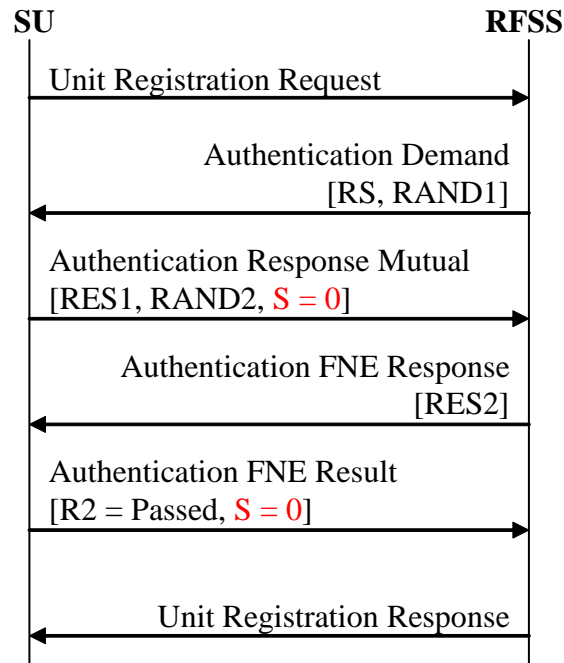 SU
RFSS
Unit Registration Request
Authentication Demand
[RS, RAND1]
Authentication Response Mutual
[RES1, RAND2, S = 0]
Authentication FNE Response
[RES2]
Authentication FNE Result
[R2 = Passed, S = 0]
Unit Registration Response